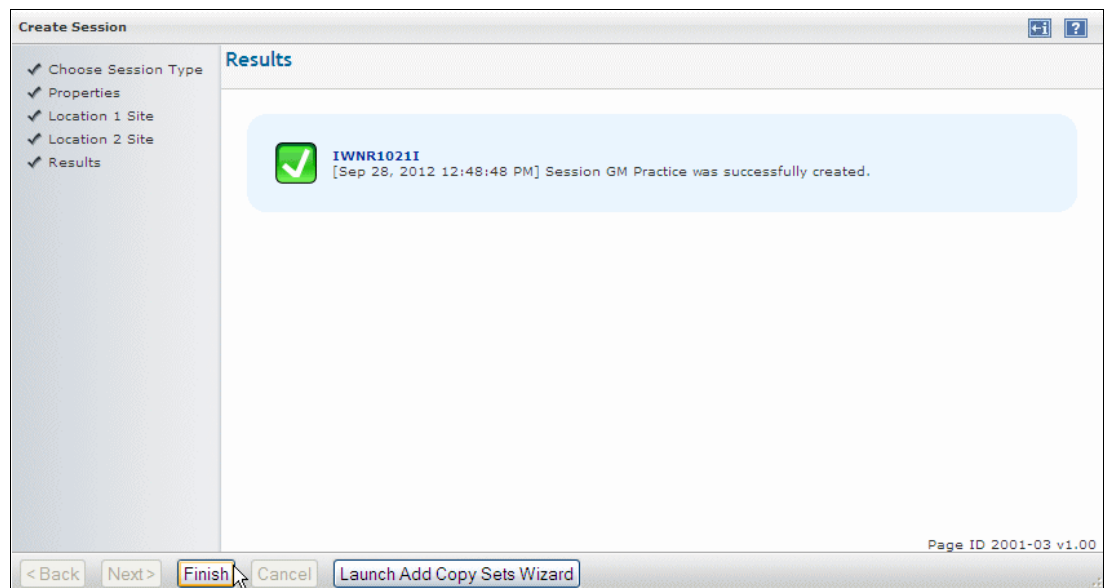 Create Session
Choose Session Type
Properties
Location 1 Site
Location 2 Site
Results
Results
IWNR1021I
[Sep 28, 2012 12:48:48 PM] Session GM Practice was successfully created.
Page ID 2001-03 v1.00
< Back Next > Finish Cancel Launch Add Copy Sets Wizard